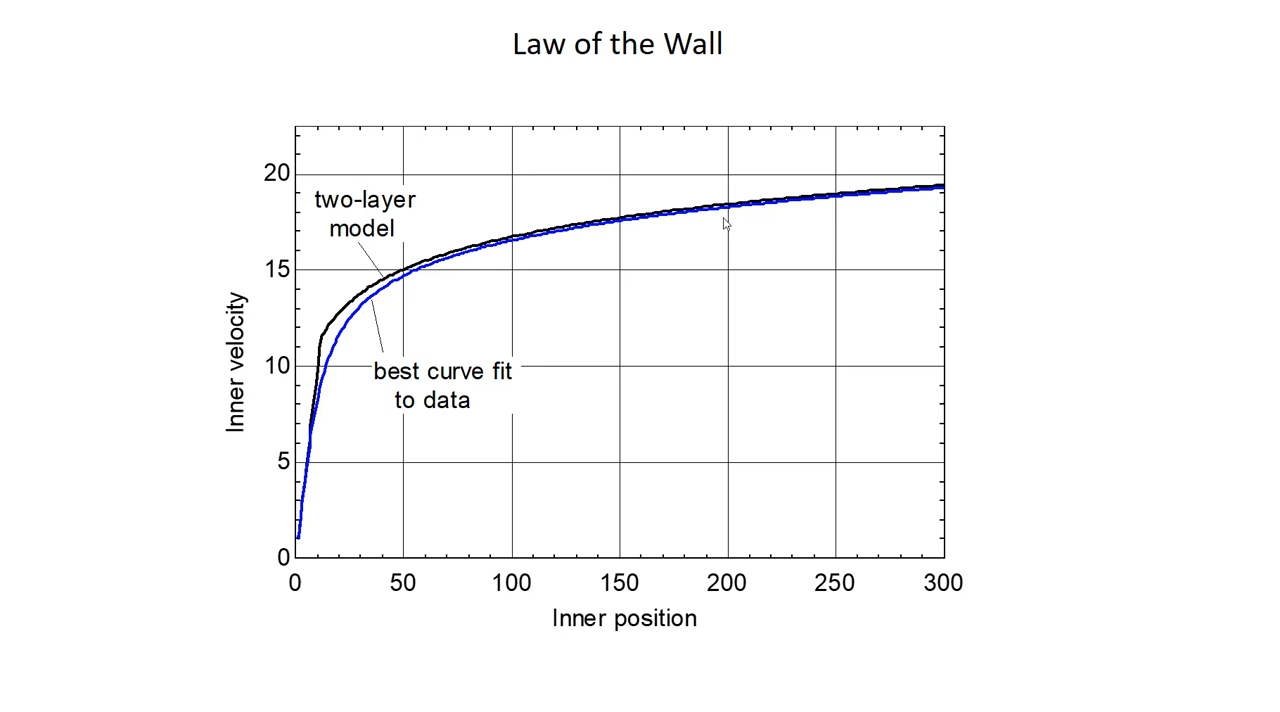 Law of the Wall
20
15
10
5
0
two-layer
model
best curve fit
to data
Inner velocity
0 50 100 150 200 250 300
Inner position